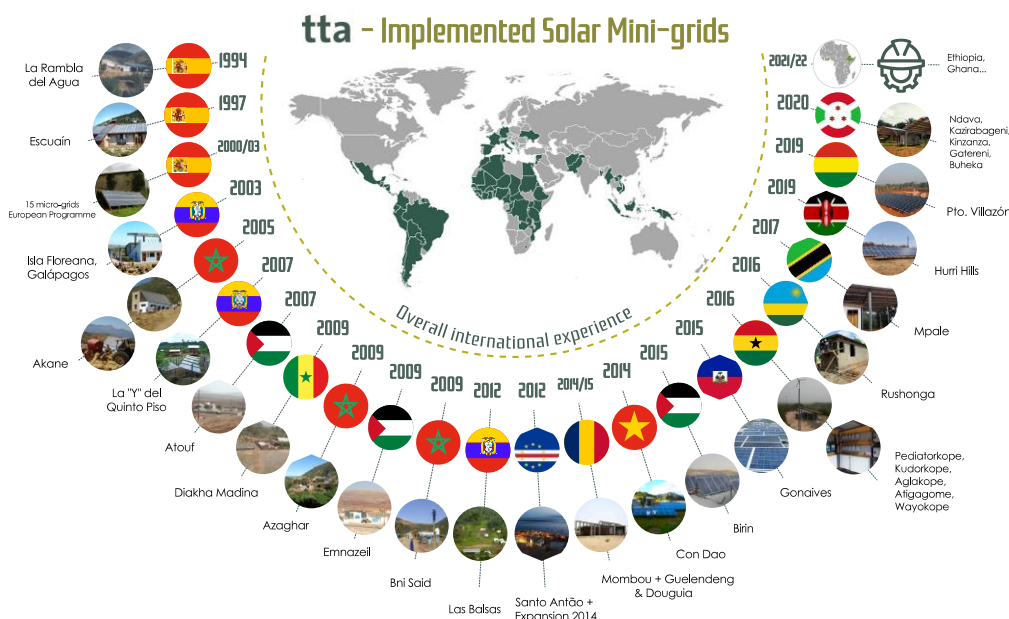 tta - Implemented Solar Mini-grids
1994
La Rambla
del Agua
1997
Escuaín
2000/03
15 micro-grids
European Programme
2003
Isla Floreana,
Galápagos
2005
Akane
2007
La "Y" del
Quinto Piso
2007
Atouf
2009
Diakha Madina
2009
Azaghar
2009
Emnazeil
2009
Bni Said
2012
Las Balsas
2012
Santo Antão +
Expansion 2014
2014/15
Mombou + Guelendeng
& Douguia
2014
Con Dao
2015
Birin
2015
Gonaives
2016
Pediatorkope,
Kudorkope,
Aglakope,
Atigagome,
Wayokope
2016
Rushonga
2017
Mpale
2019
Hurri Hills
2019
Pto. Villazón
2020
Ndava,
Kazirabageni,
Kinzanza,
Gatereni,
Buheka
2021/22
Ethiopia,
Ghana...
Overall international experience